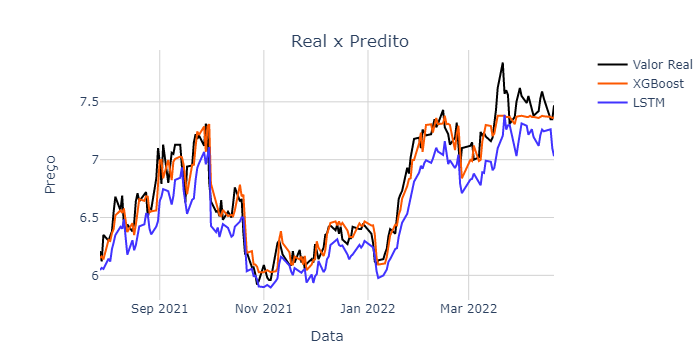 Real x Predito
Valor Real
XGBoost
LSTM
Preço
7.5
7
6.5
6
Sep 2021
Nov 2021
Jan 2022
Mar 2022
Data